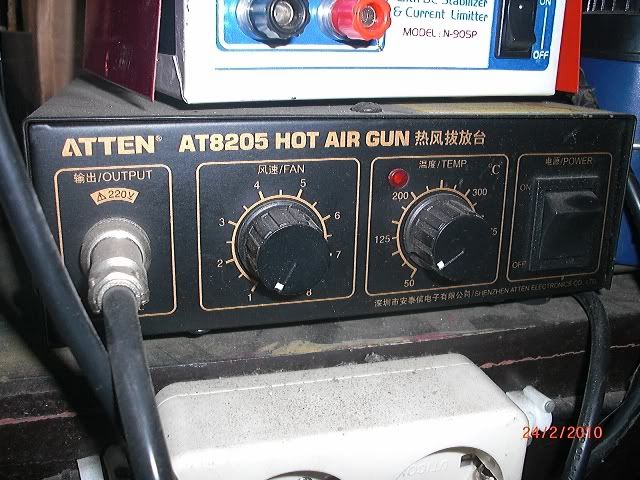 & Current Limitter
MODEL: N-905P
ON
OFF
ATTEN® AT8205 HOT AIR GUN 热风拔放台
输出/OUTPUT
⚠ 220V
风速/FAN
1 2 3 4 5 6 7 8
温度/TEMP
°C
50 125 200 300
电源/POWER
ON
OFF
深圳市安泰信电子有限公司/SHENZHEN ATTEN ELECTRONICS CO., LTD.
24/2/2010